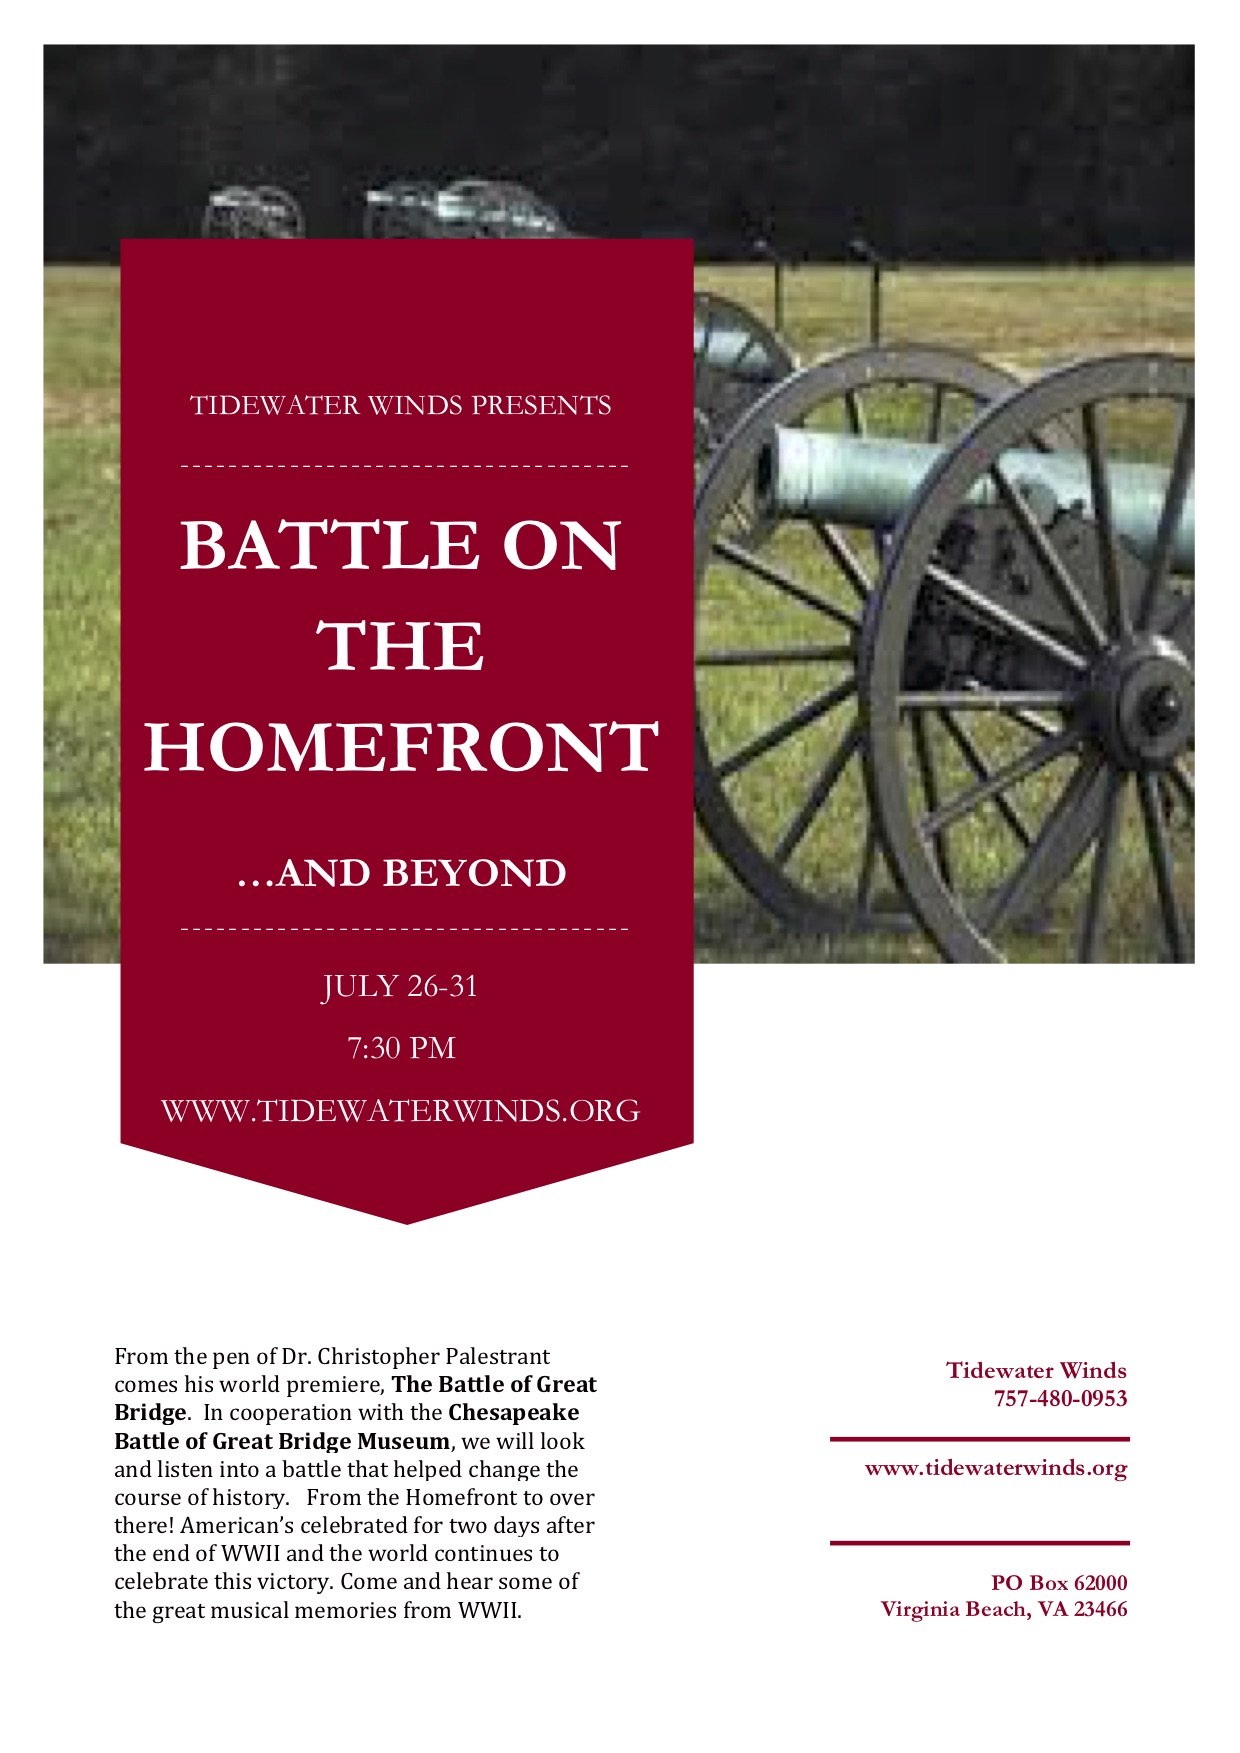 TIDEWATER WINDS PRESENTS
BATTLE ON
THE
HOMEFRONT
...AND BEYOND
JULY 26-31
7:30 PM
WWW.TIDEWATERWINDS.ORG
From the pen of Dr. Christopher Palestrant
comes his world premiere, The Battle of Great
Bridge.  In cooperation with the Chesapeake
Battle of Great Bridge Museum, we will look
and listen into a battle that helped change the
course of history.   From the Homefront to over
there! American's celebrated for two days after
the end of WWII and the world continues to
celebrate this victory. Come and hear some of
the great musical memories from WWII.
Tidewater Winds
757-480-0953
www.tidewaterwinds.org
PO Box 62000
Virginia Beach, VA 23466